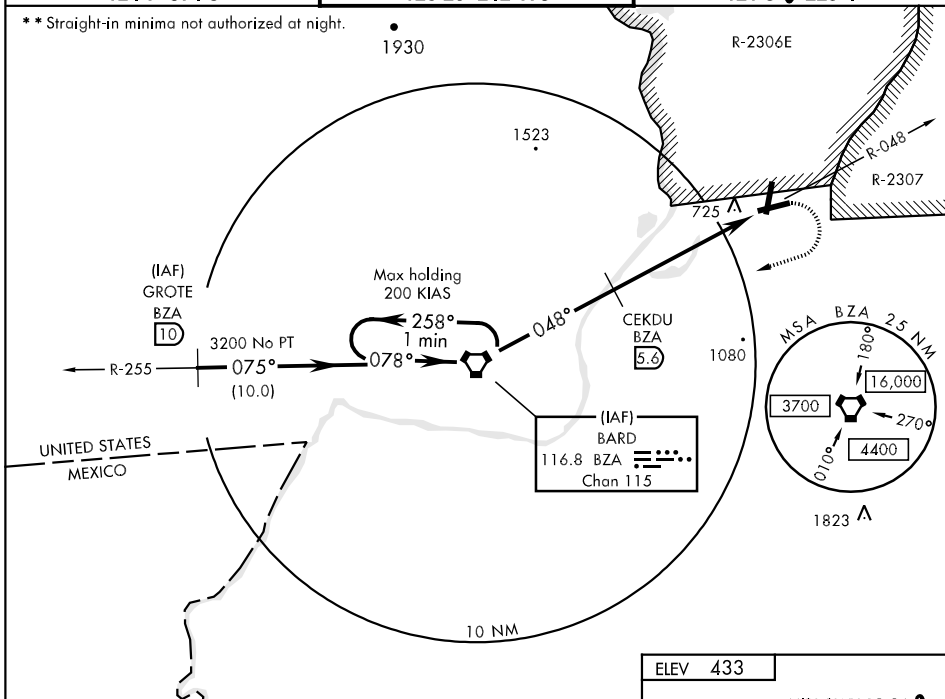 ** Straight-in minima not authorized at night.
1930
R-2306E
1523
R-048
R-2307
725
(IAF)
GROTE
BZA
10
Max holding
200 KIAS
258°
1 min
078°
3200 No PT
R-255
075°
(10.0)
048°
CEKDU
BZA
5.6
1080
MSA BZA 25 NM
180°
16,000
3700
270°
4400
010°
(IAF)
BARD
116.8 BZA
Chan 115
UNITED STATES
MEXICO
1823
10 NM
ELEV 433